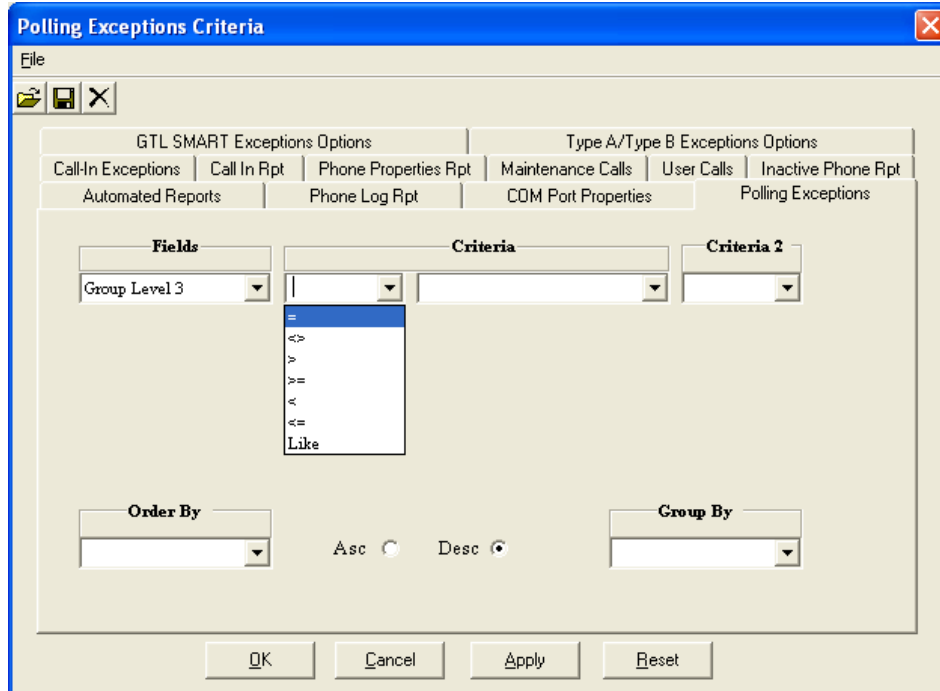 Polling Exceptions Criteria
File
GTL SMART Exceptions Options Type A/Type B Exceptions Options
Call-In Exceptions Call In Rpt Phone Properties Rpt Maintenance Calls User Calls Inactive Phone Rpt
Automated Reports Phone Log Rpt COM Port Properties Polling Exceptions
Fields Criteria Criteria 2
Group Level 3
=
<>
>
>=
<
<=
Like
Order By Group By
Asc Desc
OK Cancel Apply Reset